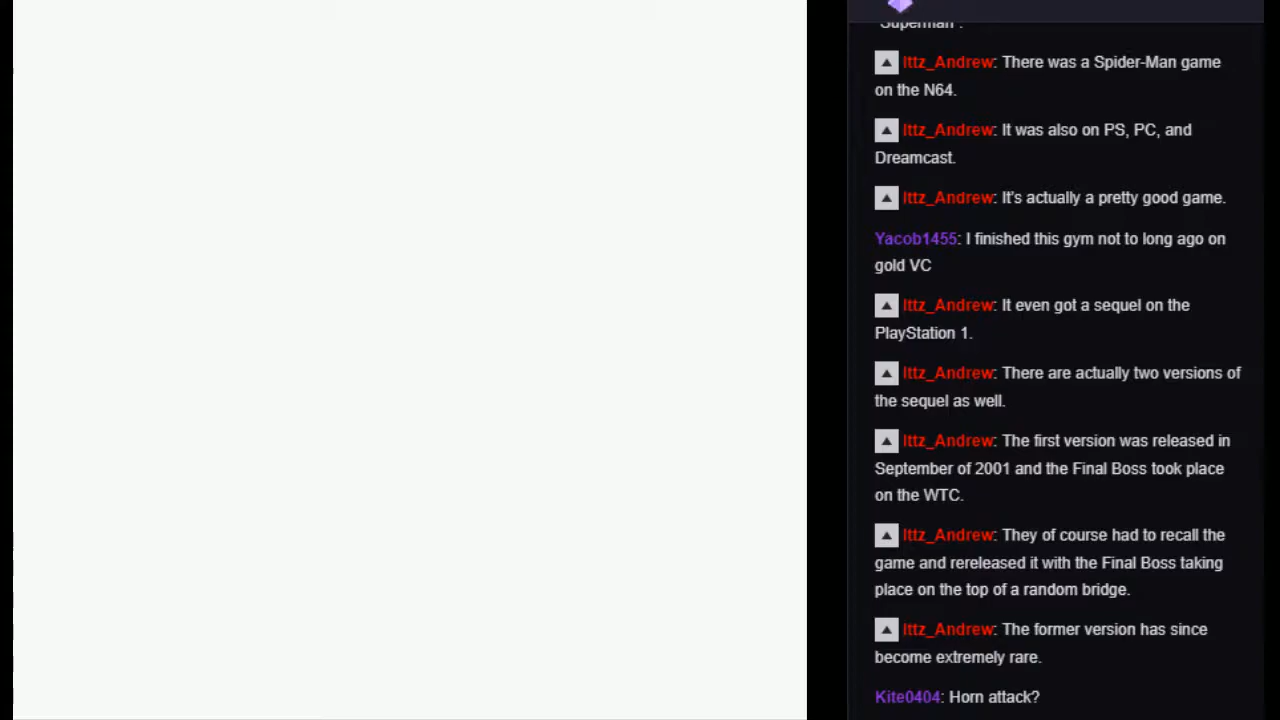 "Superman".
Ittz_Andrew: There was a Spider-Man game
on the N64.
Ittz_Andrew: It was also on PS, PC, and
Dreamcast.
Ittz_Andrew: It's actually a pretty good game.
Yacob1455: I finished this gym not to long ago on
gold VC
Ittz_Andrew: It even got a sequel on the
PlayStation 1.
Ittz_Andrew: There are actually two versions of
the sequel as well.
Ittz_Andrew: The first version was released in
September of 2001 and the Final Boss took place
on the WTC.
Ittz_Andrew: They of course had to recall the
game and rereleased it with the Final Boss taking
place on the top of a random bridge.
Ittz_Andrew: The former version has since
become extremely rare.
Kite0404: Horn attack?